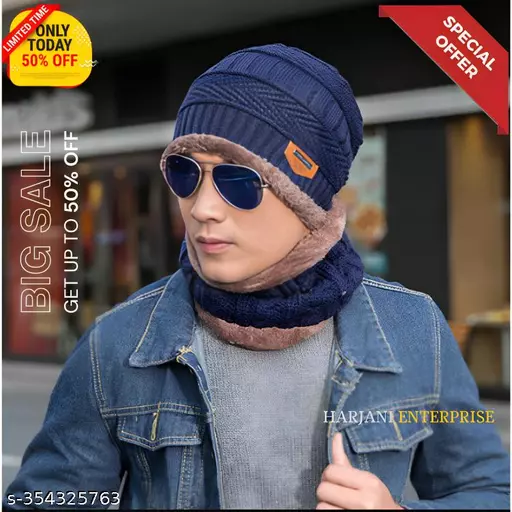 LIMITED TIME
ONLY
TODAY
50% OFF
SPECIAL
OFFER
BIG SALE
GET UP TO 50% OFF
HARJANI ENTERPRISE
s-354325763